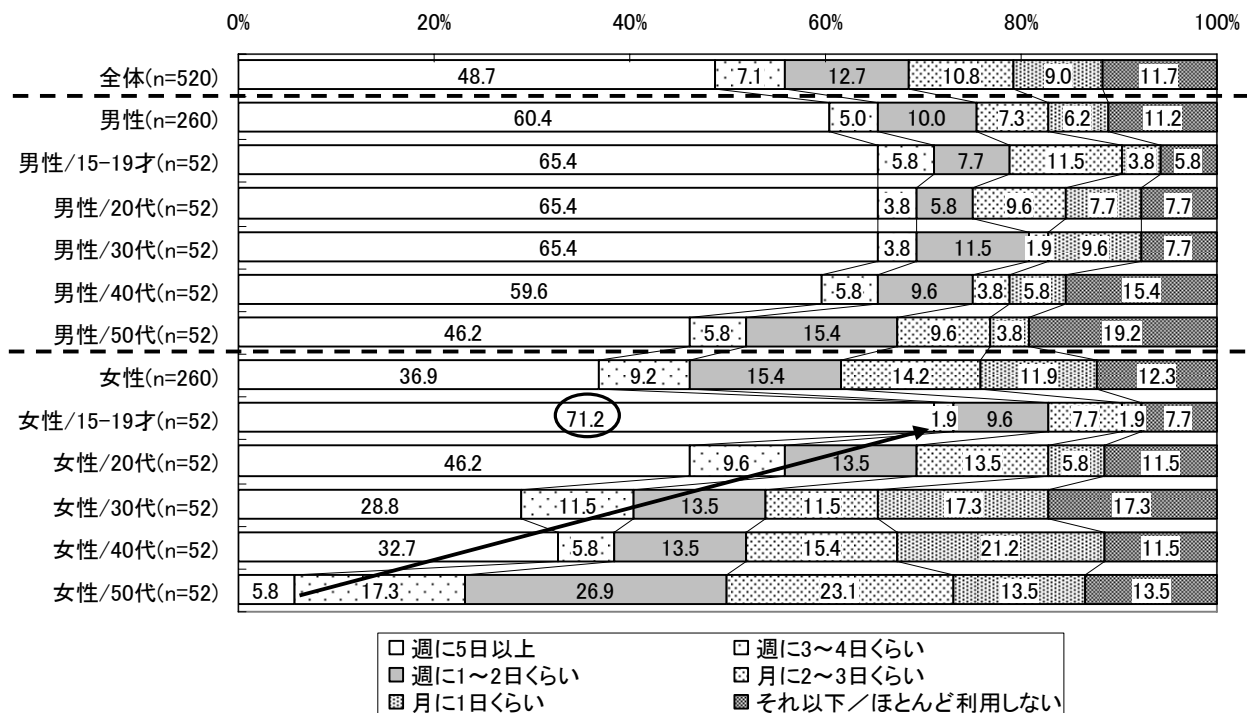 0% 20% 40% 60% 80% 100%
全体(n=520) 48.7 7.1 12.7 10.8 9.0 11.7
男性(n=260) 60.4 5.0 10.0 7.3 6.2 11.2
男性/15-19才(n=52) 65.4 5.8 7.7 11.5 3.8 5.8
男性/20代(n=52) 65.4 3.8 5.8 9.6 7.7 7.7
男性/30代(n=52) 65.4 3.8 11.5 1.9 9.6 7.7
男性/40代(n=52) 59.6 5.8 9.6 3.8 5.8 15.4
男性/50代(n=52) 46.2 5.8 15.4 9.6 3.8 19.2
女性(n=260) 36.9 9.2 15.4 14.2 11.9 12.3
女性/15-19才(n=52) 71.2 1.9 9.6 7.7 1.9 7.7
女性/20代(n=52) 46.2 9.6 13.5 13.5 5.8 11.5
女性/30代(n=52) 28.8 11.5 13.5 11.5 17.3 17.3
女性/40代(n=52) 32.7 5.8 13.5 15.4 21.2 11.5
女性/50代(n=52) 5.8 17.3 26.9 23.1 13.5 13.5
週に5日以上 週に3～4日くらい
週に1～2日くらい 月に2～3日くらい
月に1日くらい それ以下／ほとんど利用しない